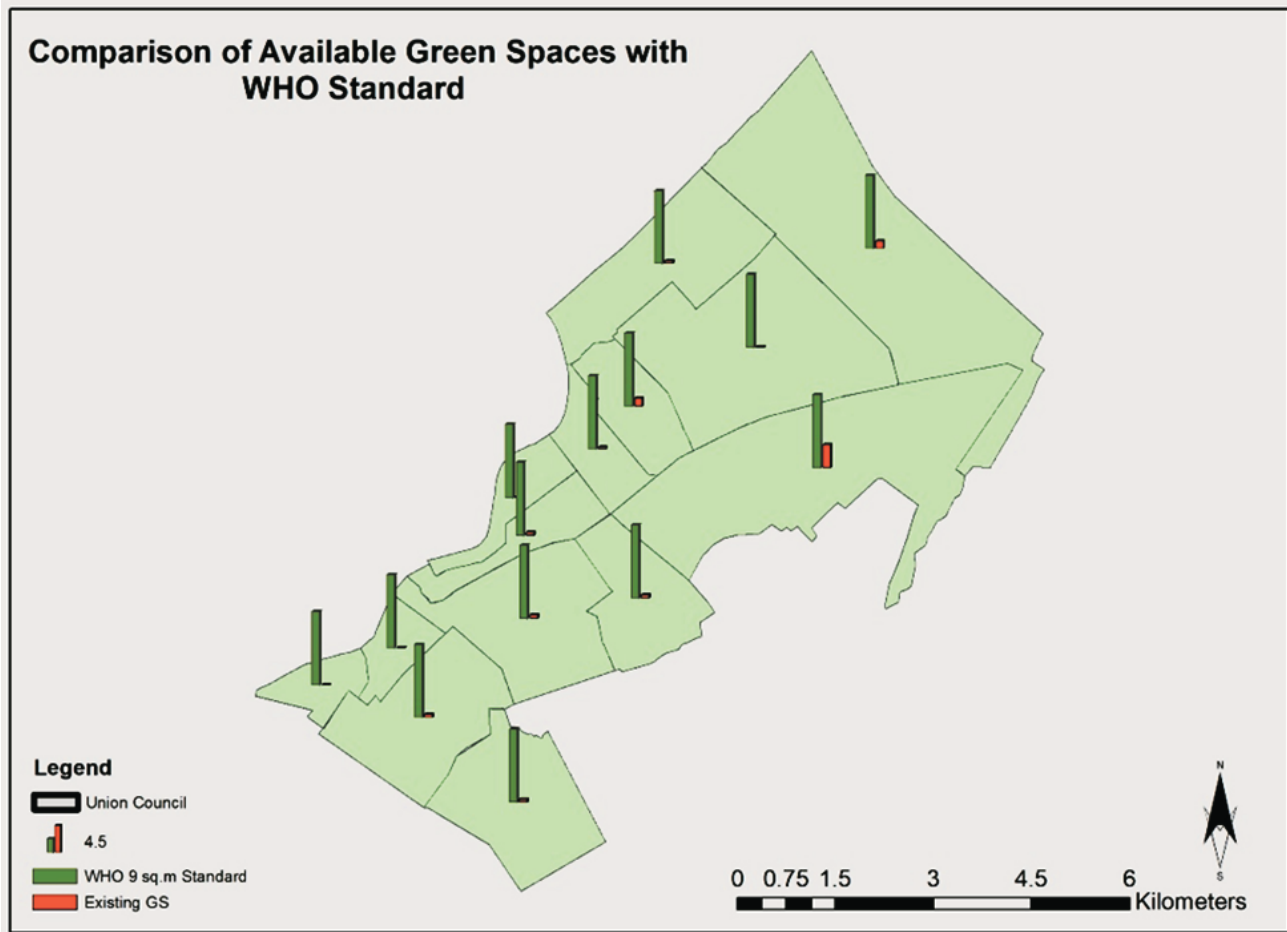 Comparison of Available Green Spaces with
WHO Standard
Legend
Union Council
4.5
WHO 9 sq.m Standard
Existing GS
N
S
0 0.75 1.5 3 4.5 6
Kilometers